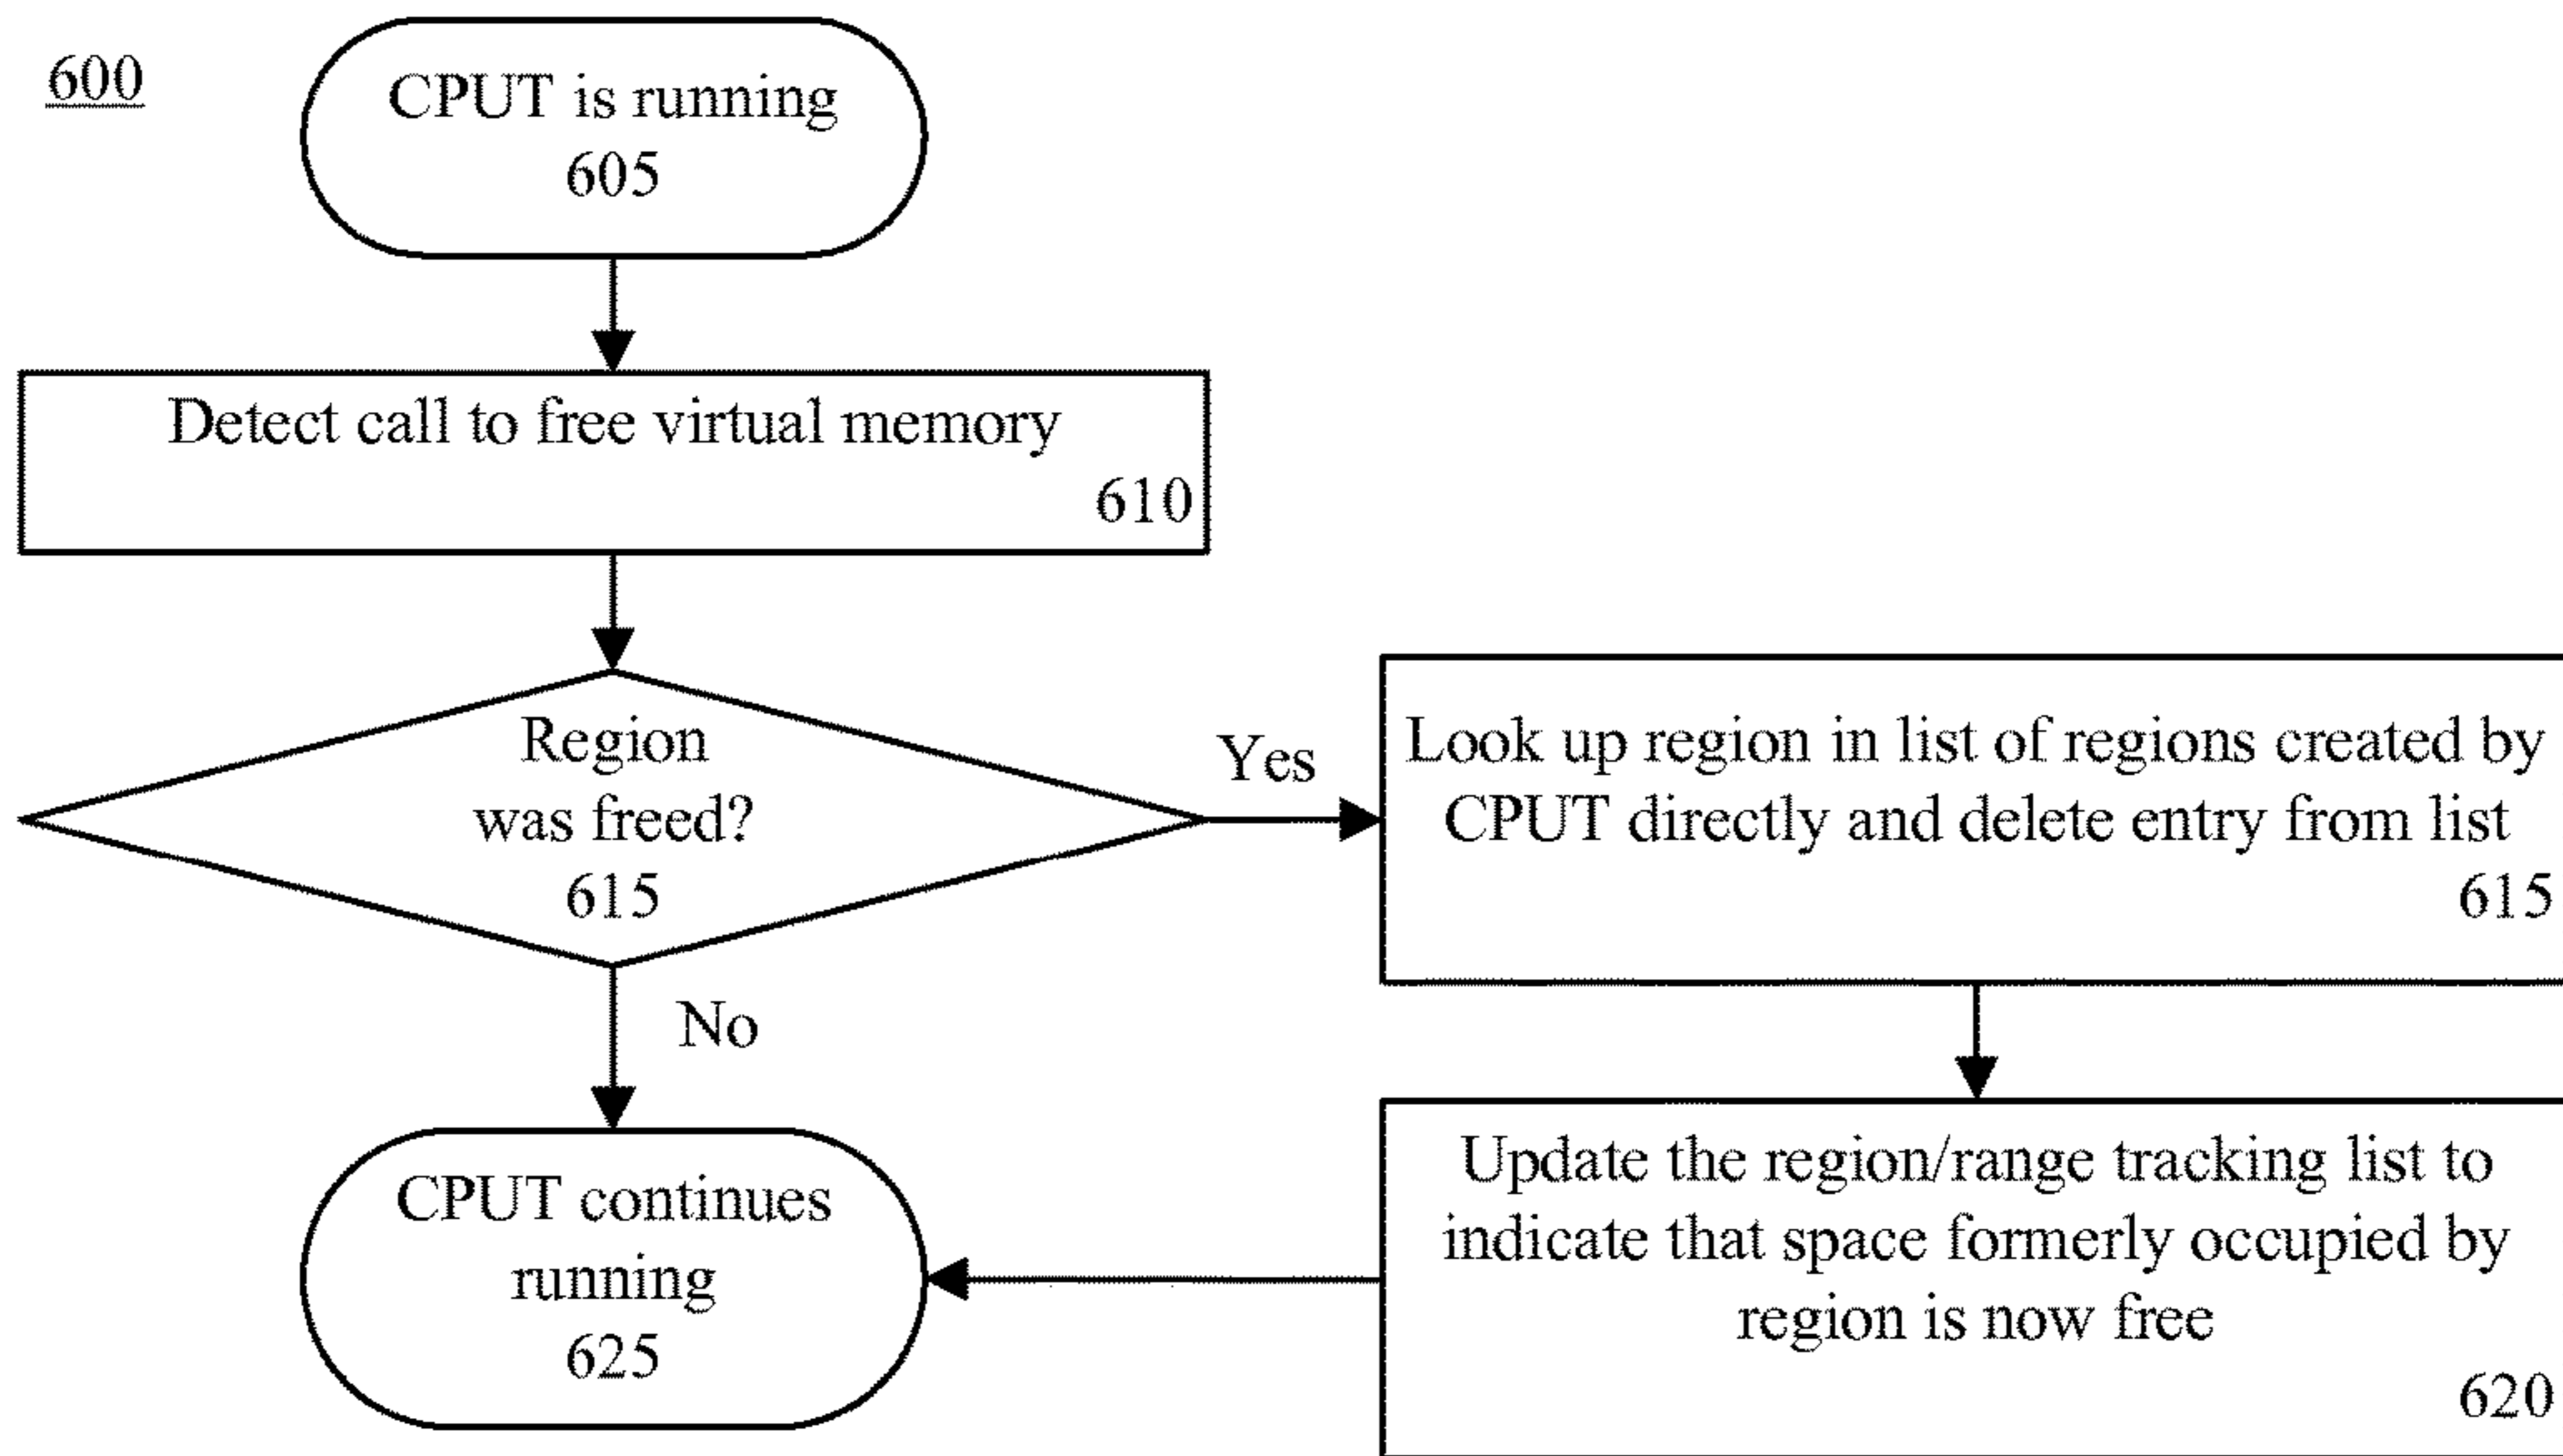 600
CPUT is running
605
Detect call to free virtual memory
610
Region
was freed?
615
Yes
Look up region in list of regions created by
CPUT directly and delete entry from list
615
No
CPUT continues
running
625
Update the region/range tracking list to
indicate that space formerly occupied by
region is now free
620